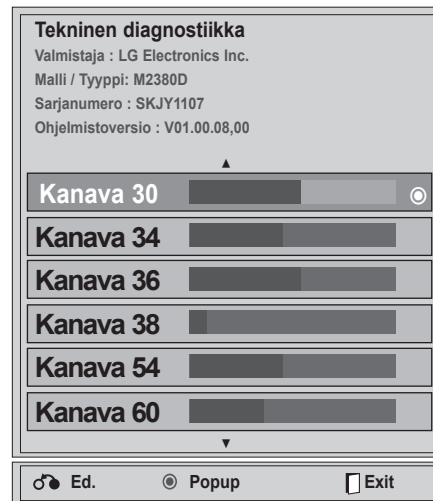 Tekninen diagnostiikka
Valmistaja : LG Electronics Inc.
Malli / Tyyppi: M2380D
Sarjanumero : SKJY1107
Ohjelmistoversio : V01.00.08,00
Kanava 30
Kanava 34
Kanava 36
Kanava 38
Kanava 54
Kanava 60
Ed. Popup Exit